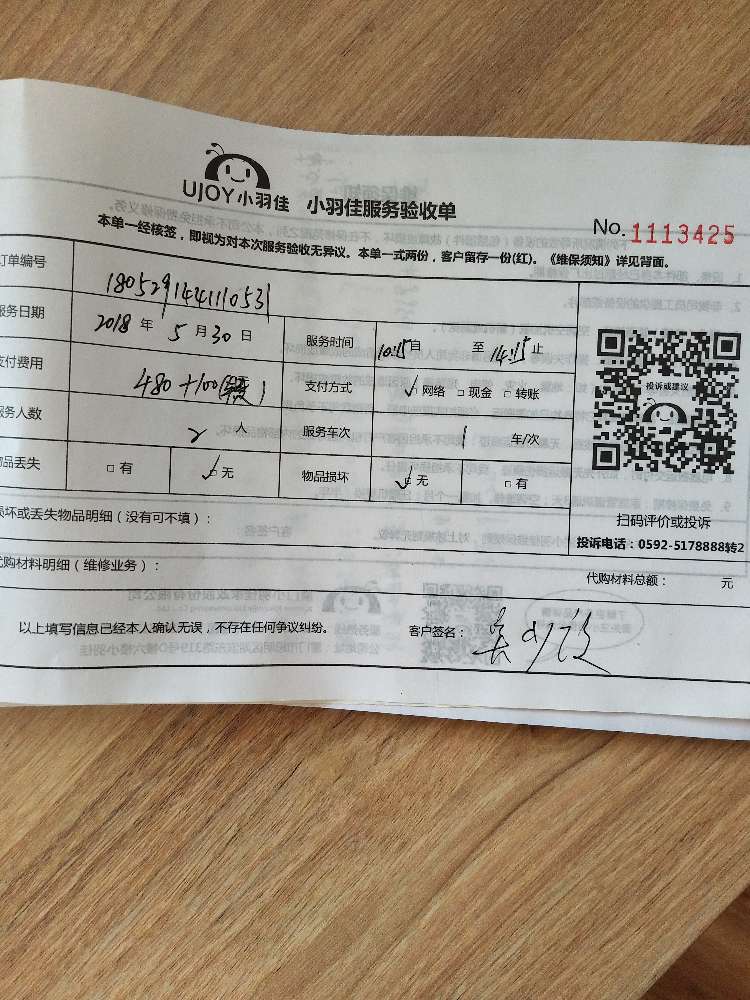 UJOY小羽佳 小羽佳服务验收单
No. 1113425
本单一经核签，即视为对本次服务验收无异议。本单一式两份，客户留存一份(红)。《维保须知》详见背面。
订单编号 180529144110531
服务日期 2018 年 5 月 30 日 服务时间 10:15 自 至 14:15 止
支付费用 480 +100 支付方式 网络 现金 转账
服务人数 2 人 服务车次 1 车/次
物品丢失 有 无 物品损坏 无 有
投诉或建议
扫码评价或投诉
投诉电话：0592-5178888转2
损坏或丢失物品明细（没有可不填）：
代购材料明细（维修业务）：
代购材料总额： 元
以上填写信息已经本人确认无误，不存在任何争议纠纷。 客户签名：